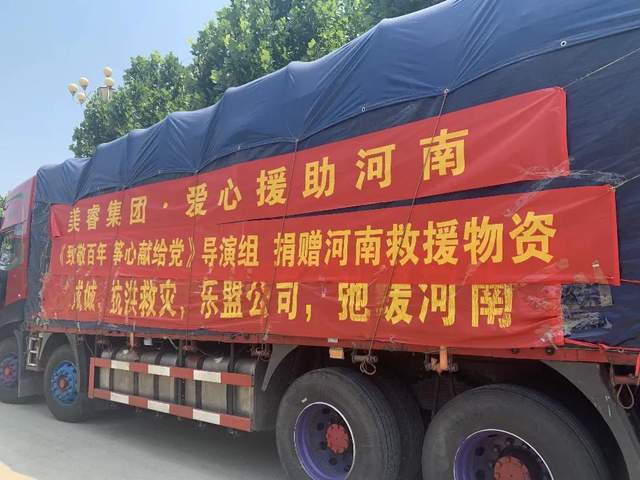 美睿集团·爱心援助河南
《致敬百年 筝心献给党》导演组 捐赠河南救援物资
成城，抗洪救灾，乐盟公司，驰援河南